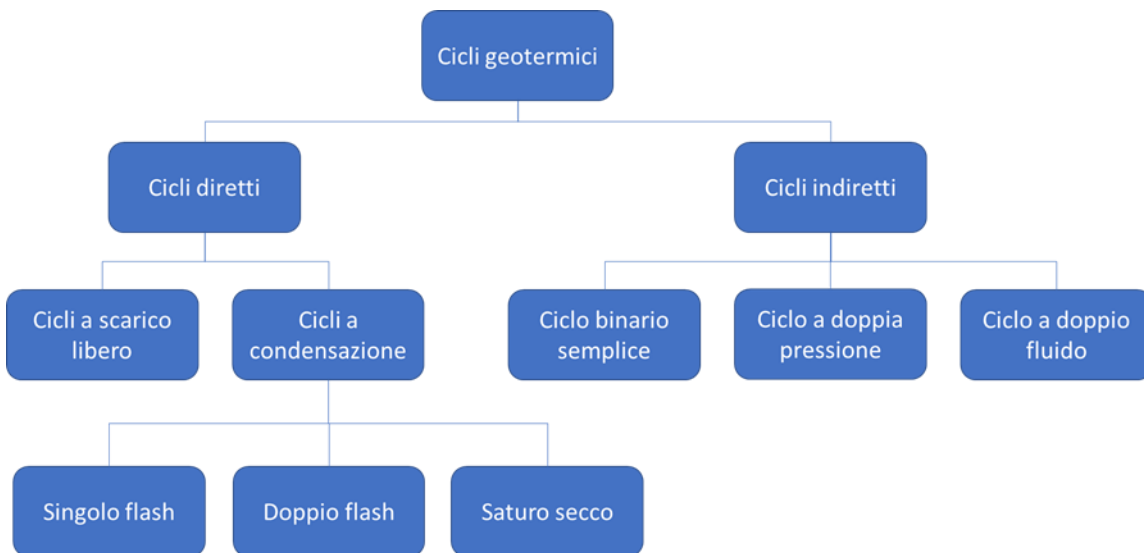 Cicli geotermici
Cicli diretti
Cicli indiretti
Cicli a scarico
libero
Cicli a
condensazione
Ciclo binario
semplice
Ciclo a doppia
pressione
Ciclo a doppio
fluido
Singolo flash
Doppio flash
Saturo secco